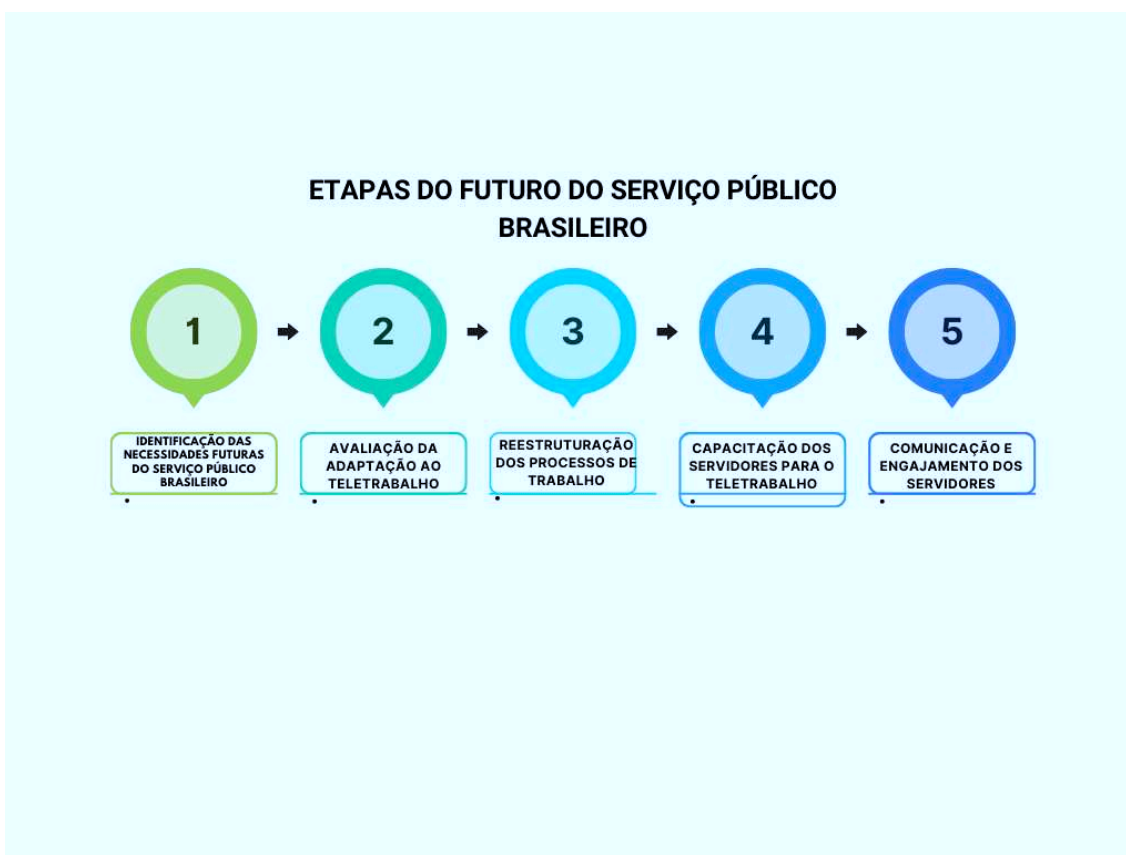 ETAPAS DO FUTURO DO SERVIÇO PÚBLICO
BRASILEIRO
1
2
3
4
5
IDENTIFICAÇÃO DAS
NECESSIDADES FUTURAS
DO SERVIÇO PÚBLICO
BRASILEIRO
AVALIAÇÃO DA
ADAPTAÇÃO AO
TELETRABALHO
REESTRUTURAÇÃO
DOS PROCESSOS DE
TRABALHO
CAPACITAÇÃO DOS
SERVIDORES PARA O
TELETRABALHO
COMUNICAÇÃO E
ENGAJAMENTO DOS
SERVIDORES